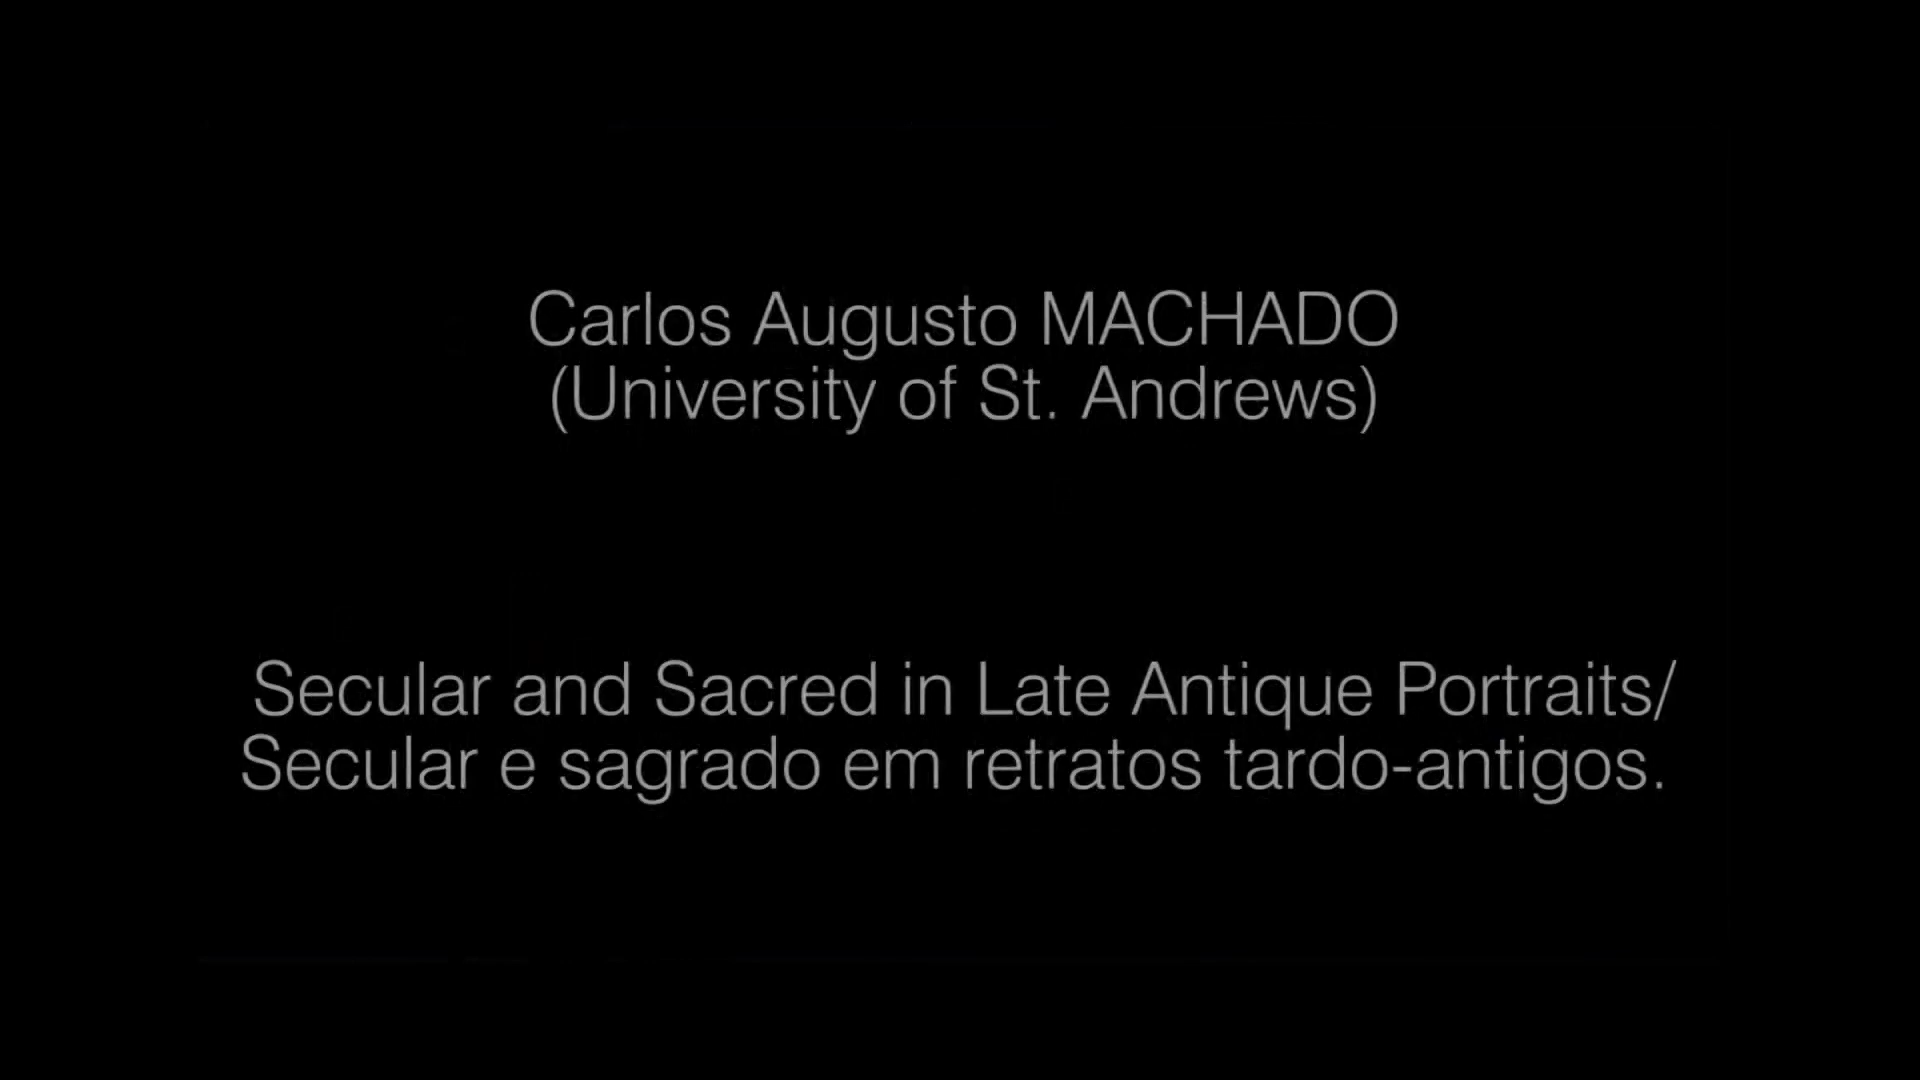 Carlos Augusto MACHADO
(University of St. Andrews)
Secular and Sacred in Late Antique Portraits/
Secular e sagrado em retratos tardo-antigos.